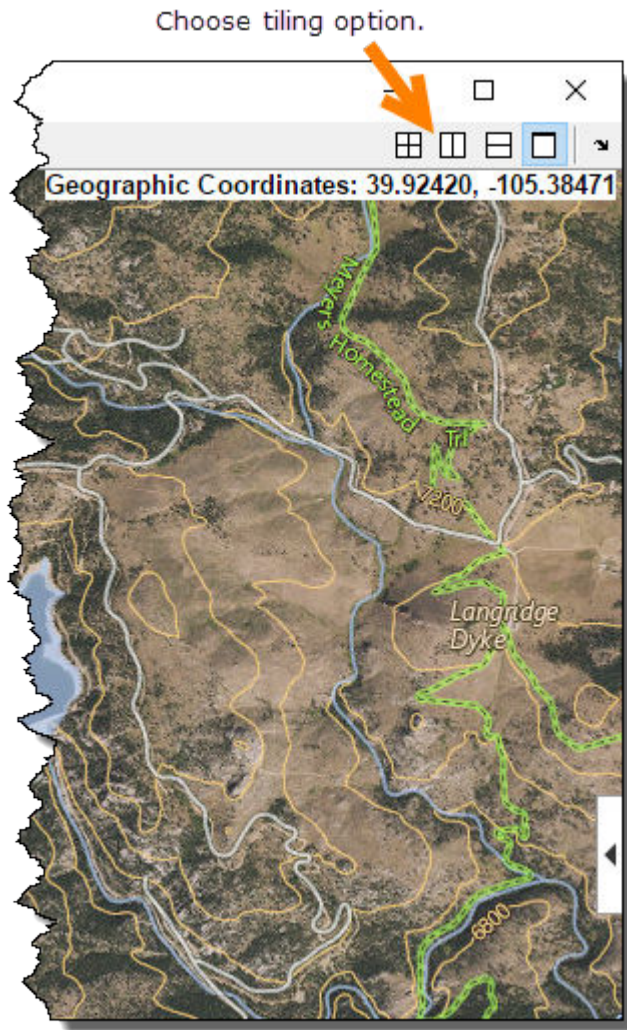 Choose tiling option.
Geographic Coordinates: 39.92420, -105.38471
Meyers Homestead Trl
7200
Langridge
Dyke
6800